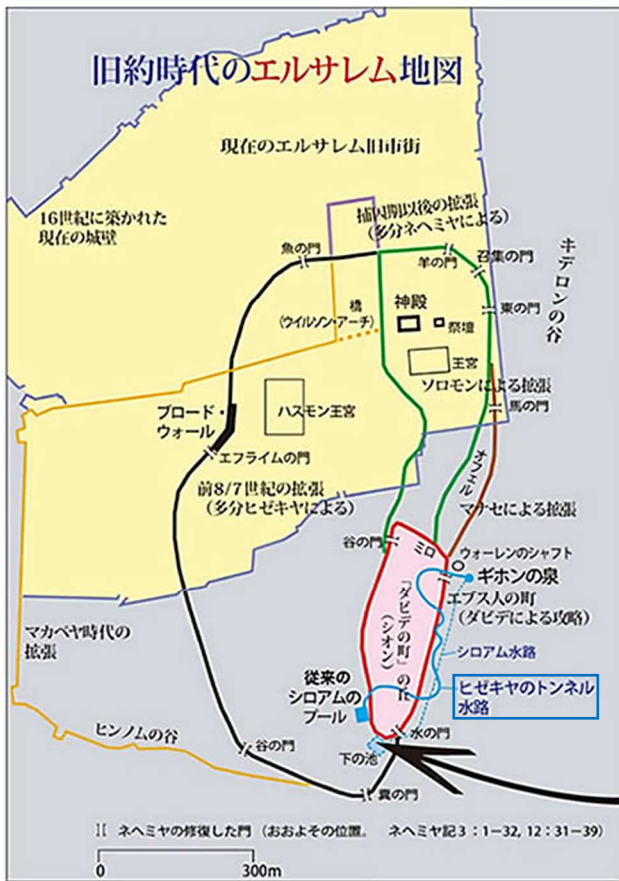 旧約時代のエルサレム地図
現在のエルサレム旧市街
16世紀に築かれた
現在の城壁
捕囚期以後の拡張
(多分ネヘミヤによる)
魚の門
羊の門
召集の門
キデロンの谷
橋
(ウイルソン・アーチ)
神殿
祭壇
東の門
王宮
ソロモンによる拡張
馬の門
ブロード・
ウォール
ハスモン王宮
エフライムの門
オフェル
前8/7世紀の拡張
(多分ヒゼキヤによる)
マナセによる拡張
谷の門
ミロ
ウォーレンのシャフト
ギホンの泉
エブス人の町
(ダビデによる攻略)
「ダビデの町」の丘
(シオン)
マカベヤ時代の
拡張
シロアム水路
従来の
シロアムの
プール
ヒゼキヤのトンネル
水路
ヒンノムの谷
谷の門
水の門
下の池
糞の門
ネヘミヤの修復した門 (おおよその位置。 ネヘミヤ記3:1−32, 12:31−39)
0 300m